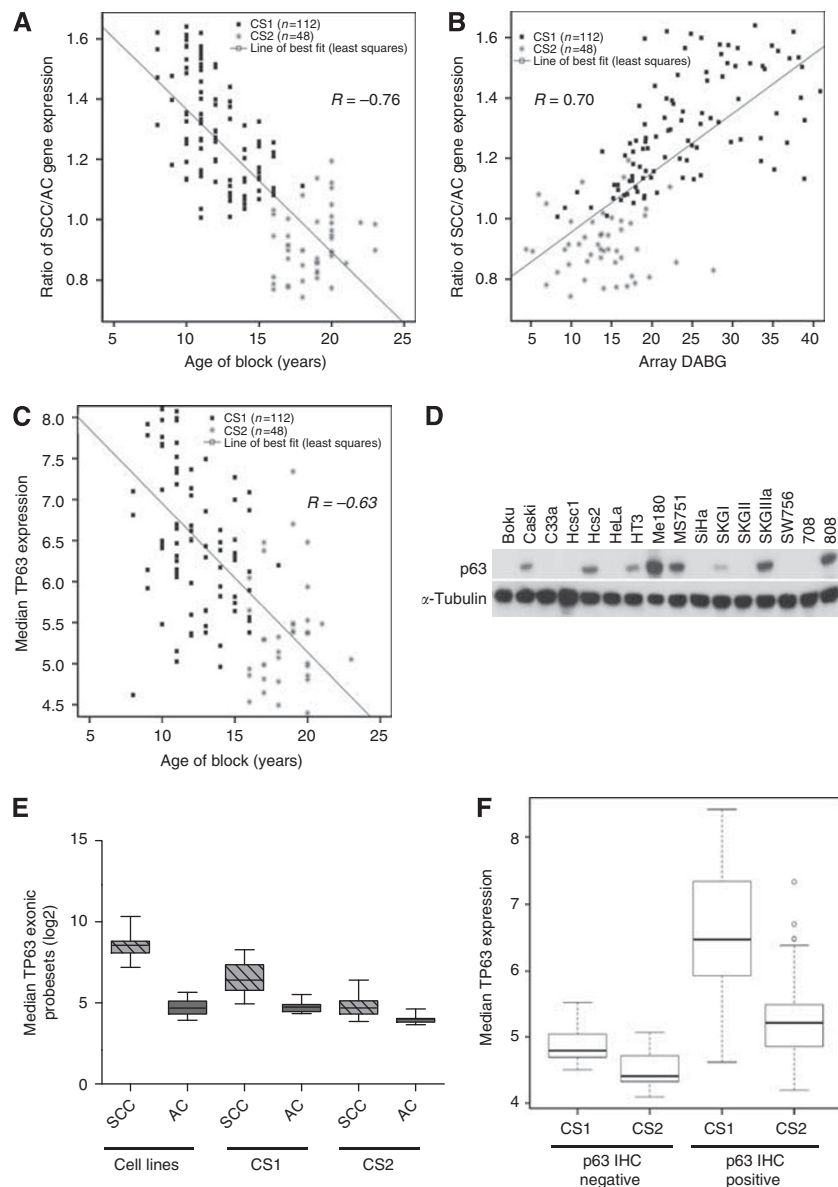 A
Ratio of SCC/AC gene expression
1.6
1.4
1.2
1.0
0.8
CS1 (n=112)
CS2 (n=48)
Line of best fit (least squares)
R = –0.76
5 10 15 20 25
Age of block (years)
B
Ratio of SCC/AC gene expression
1.6
1.4
1.2
1.0
0.8
CS1 (n=112)
CS2 (n=48)
Line of best fit (least squares)
R = 0.70
5 10 15 20 25 30 35 40
Array DABG
C
Median TP63 expression
8.0
7.5
7.0
6.5
6.0
5.5
5.0
4.5
CS1 (n=112)
CS2 (n=48)
Line of best fit (least squares)
R = –0.63
5 10 15 20 25
Age of block (years)
D
Boku
Caski
C33a
Hcsc1
Hcs2
HeLa
HT3
Me180
MS751
SiHa
SKGI
SKGII
SKGIIIa
SW756
708
808
p63
α-Tubulin
E
Median TP63 exonic
probesets (log2)
15
10
5
0
SCC AC SCC AC SCC AC
Cell lines CS1 CS2
F
Median TP63 expression
8
7
6
5
4
CS1 CS2 CS1 CS2
p63 IHC negative
p63 IHC positive